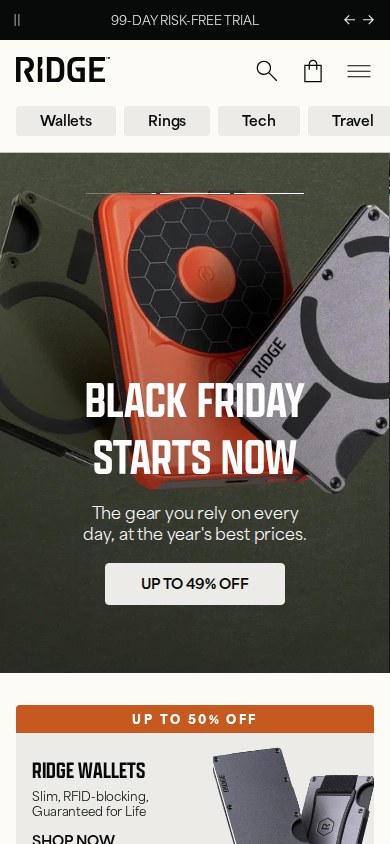 99-DAY RISK-FREE TRIAL
RIDGE
Wallets
Rings
Tech
Travel
RIDGE
BLACK FRIDAY
STARTS NOW
The gear you rely on every
day, at the year's best prices.
UP TO 49% OFF
UP TO 50% OFF
RIDGE WALLETS
Slim, RFID-blocking,
Guaranteed for Life
SHOP NOW